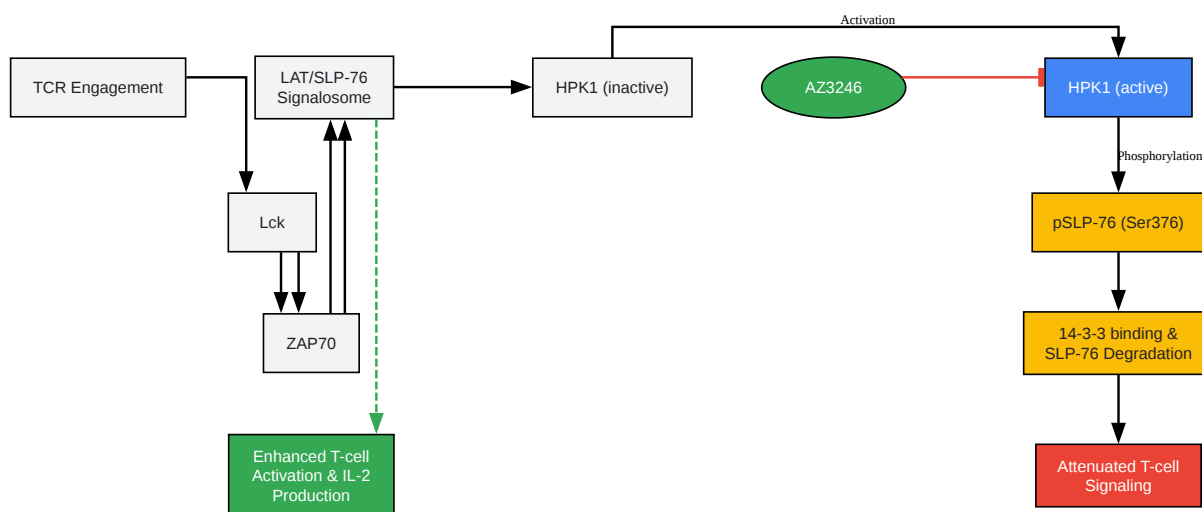 Activation
TCR Engagement
LAT/SLP-76
Signalosome
HPK1 (inactive)
AZ3246
HPK1 (active)
Phosphorylation
Lck
pSLP-76 (Ser376)
ZAP70
14-3-3 binding &
SLP-76 Degradation
Enhanced T-cell
Activation & IL-2
Production
Attenuated T-cell
Signaling